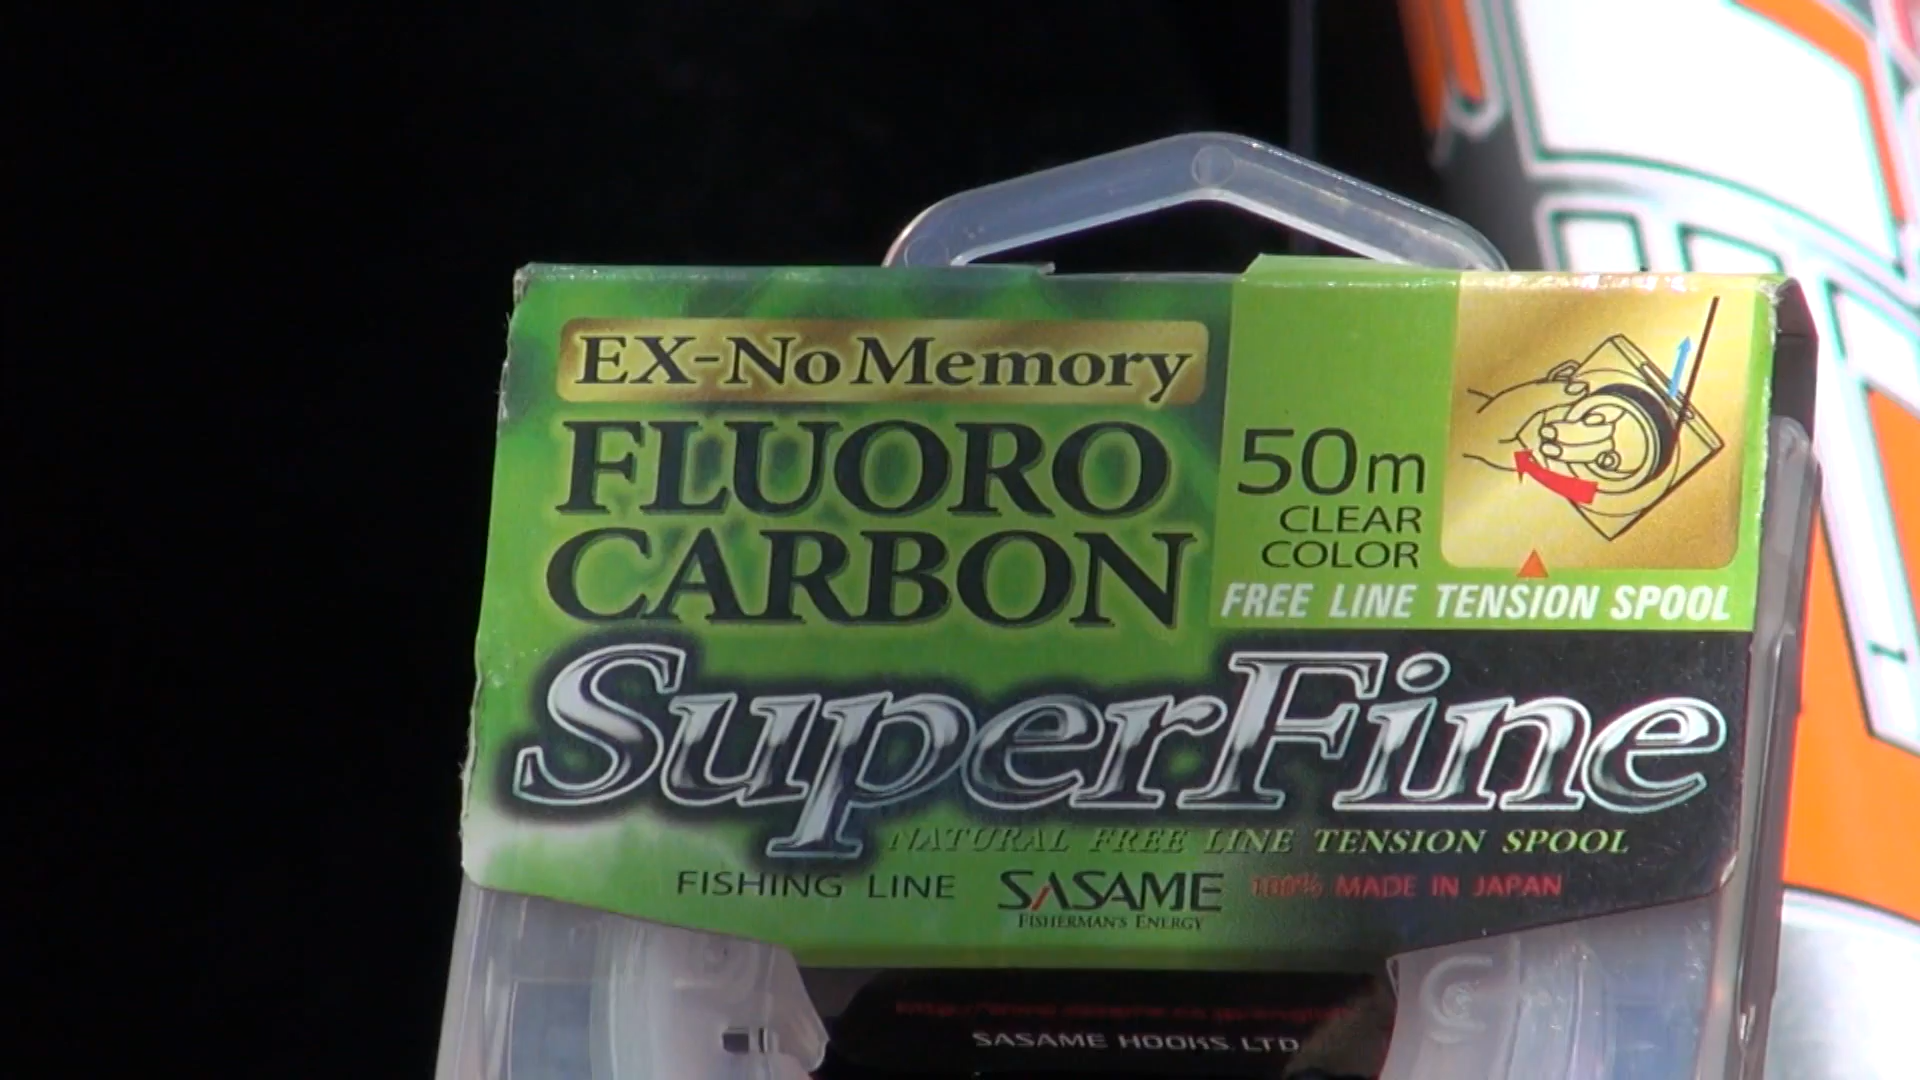 EX-No Memory
FLUORO
CARBON
50m
CLEAR
COLOR
FREE LINE TENSION SPOOL
SuperFine
NATURAL FREE LINE TENSION SPOOL
FISHING LINE SASAME 100% MADE IN JAPAN
FISHERMAN'S ENERGY
SASAME HOOKS. LTD